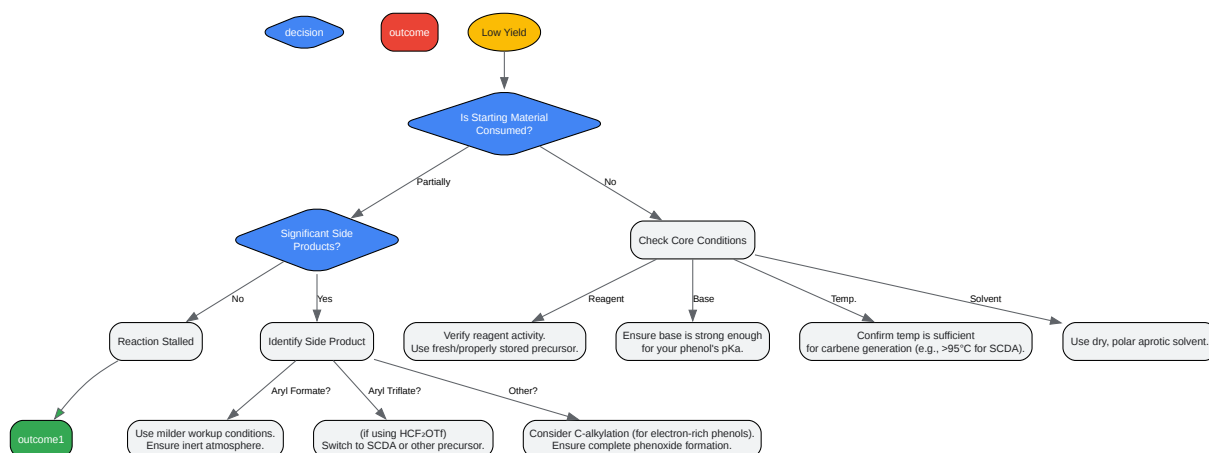 decision
outcome
Low Yield
Is Starting Material
Consumed?
Partially
No
Significant Side
Products?
Check Core Conditions
No
Yes
Reagent
Base
Temp.
Solvent
Reaction Stalled
Identify Side Product
Verify reagent activity.
Use fresh/properly stored precursor.
Ensure base is strong enough
for your phenol's pKa.
Confirm temp is sufficient
for carbene generation (e.g., >95°C for SCDA).
Use dry, polar aprotic solvent.
Aryl Formate?
Aryl Triflate?
Other?
outcome1
Use milder workup conditions.
Ensure inert atmosphere.
(if using HCF₂OTf)
Switch to SCDA or other precursor.
Consider C-alkylation (for electron-rich phenols).
Ensure complete phenoxide formation.